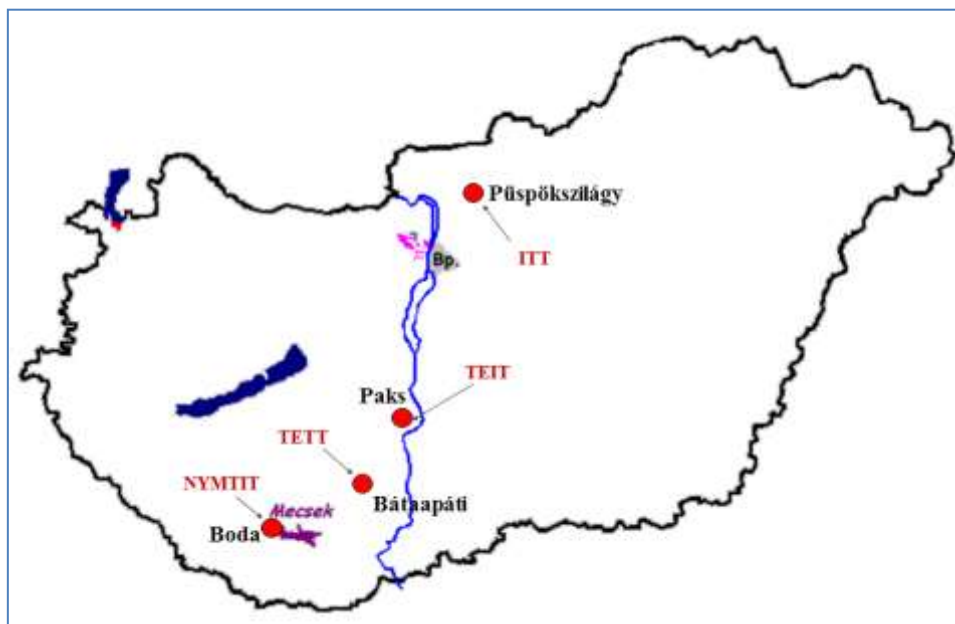 Püspökszilágy
ITT
Bp.
TEIT
Paks
TETT
Bátaapáti
NYMTIT
Mecsek
Boda